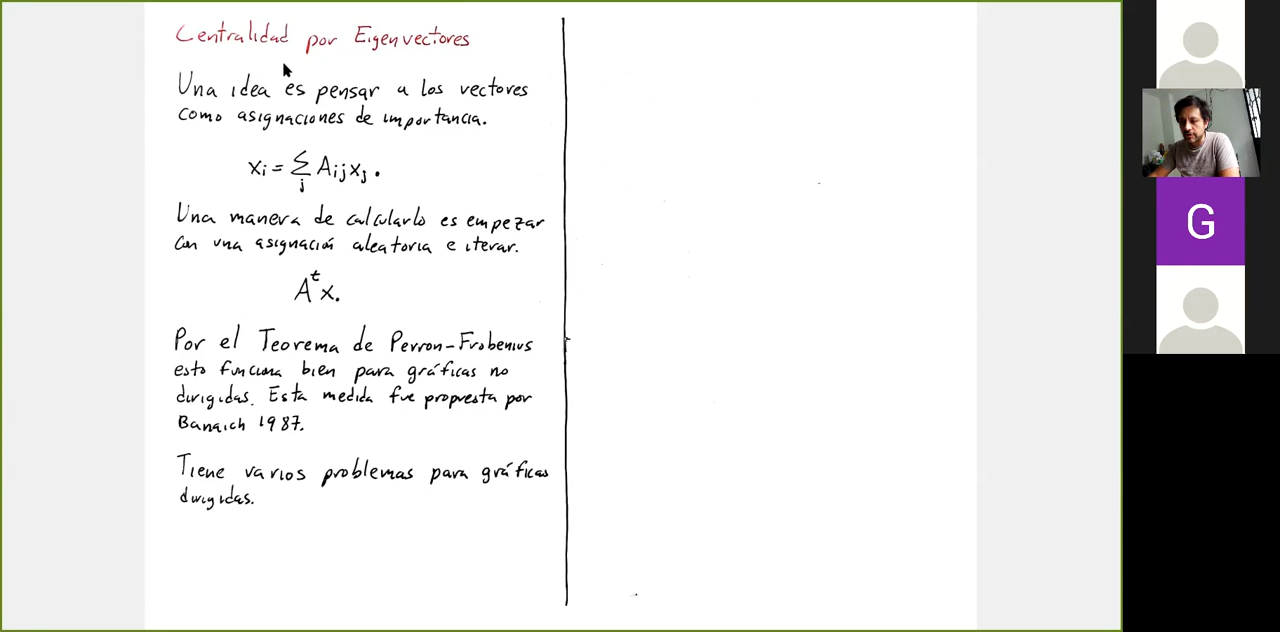 Centralidad por Eigenvectores
Una idea es pensar a los vectores
como asignaciones de importancia.
xi = Σj Aij xj.
Una manera de calcularlo es empezar
con una asignación aleatoria e iterar.
A^t x.
Por el Teorema de Perron-Frobenius
esto funciona bien para gráficas no
dirigidas. Esta medida fue propuesta por
Banaich 1987.
Tiene varios problemas para gráficas
dirigidas.
G